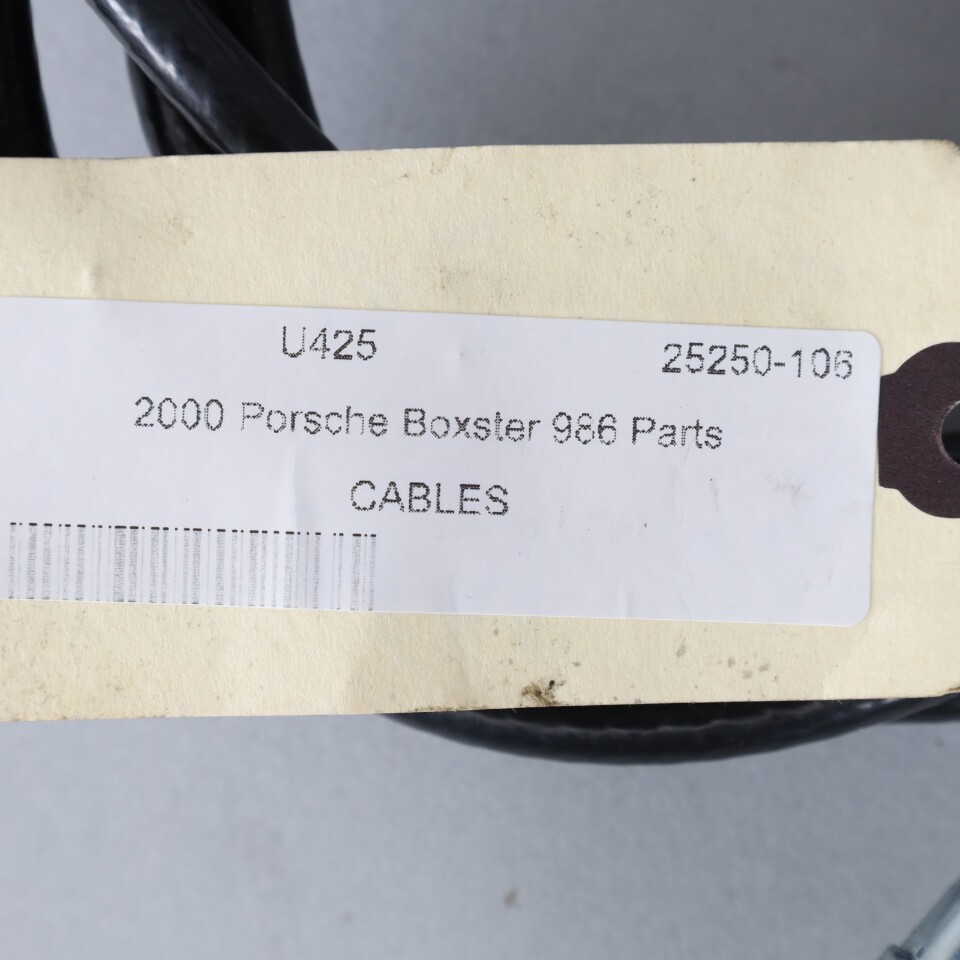 U425 25250-106
2000 Porsche Boxster 986 Parts
CABLES